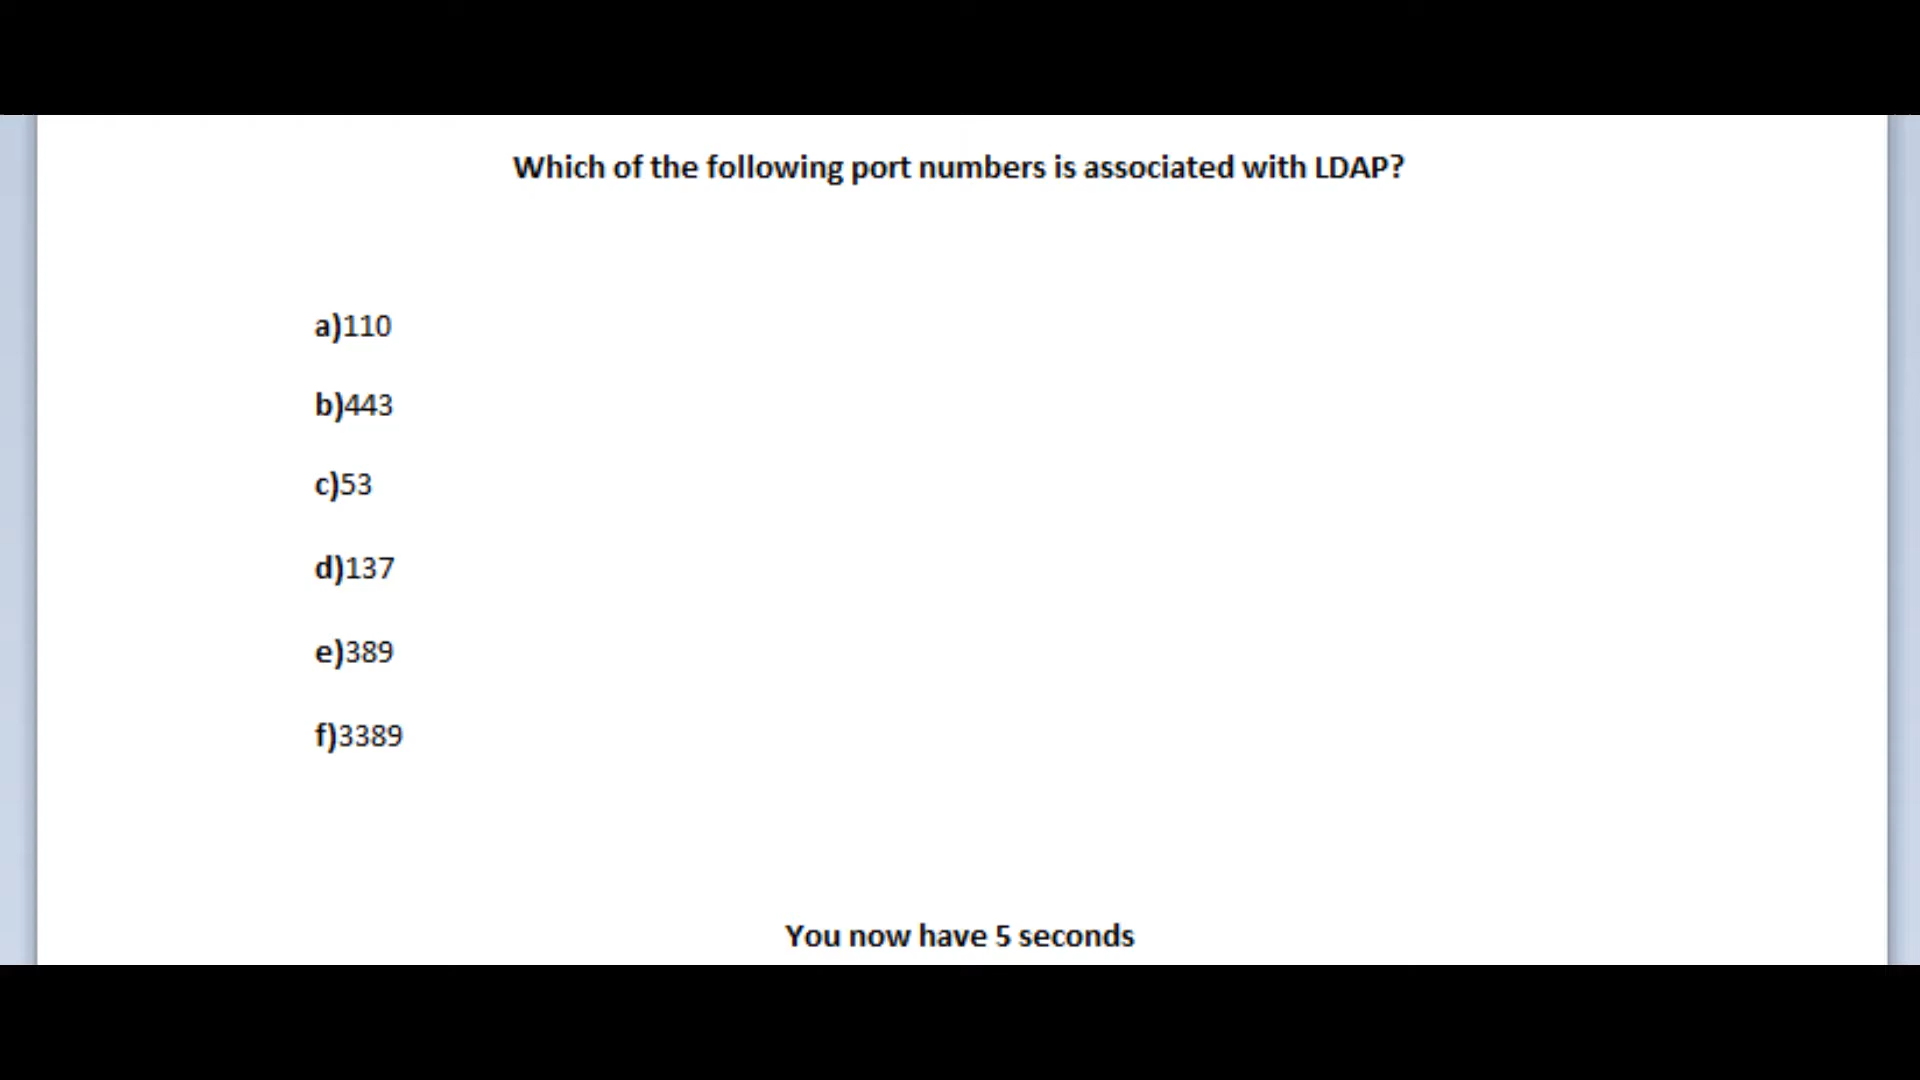 Which of the following port numbers is associated with LDAP?
a)110
b)443
c)53
d)137
e)389
f)3389
You now have 5 seconds